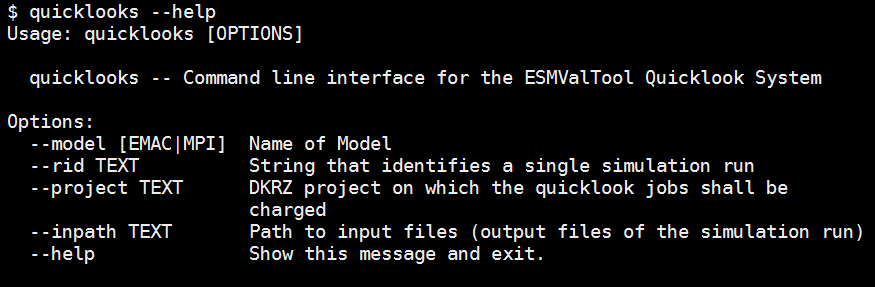 $ quicklooks --help
Usage: quicklooks [OPTIONS]

  quicklooks -- Command line interface for the ESMValTool Quicklook System

Options:
  --model [EMAC|MPI]  Name of Model
  --rid TEXT          String that identifies a single simulation run
  --project TEXT      DKRZ project on which the quicklook jobs shall be
                      charged
  --inpath TEXT       Path to input files (output files of the simulation run)
  --help              Show this message and exit.